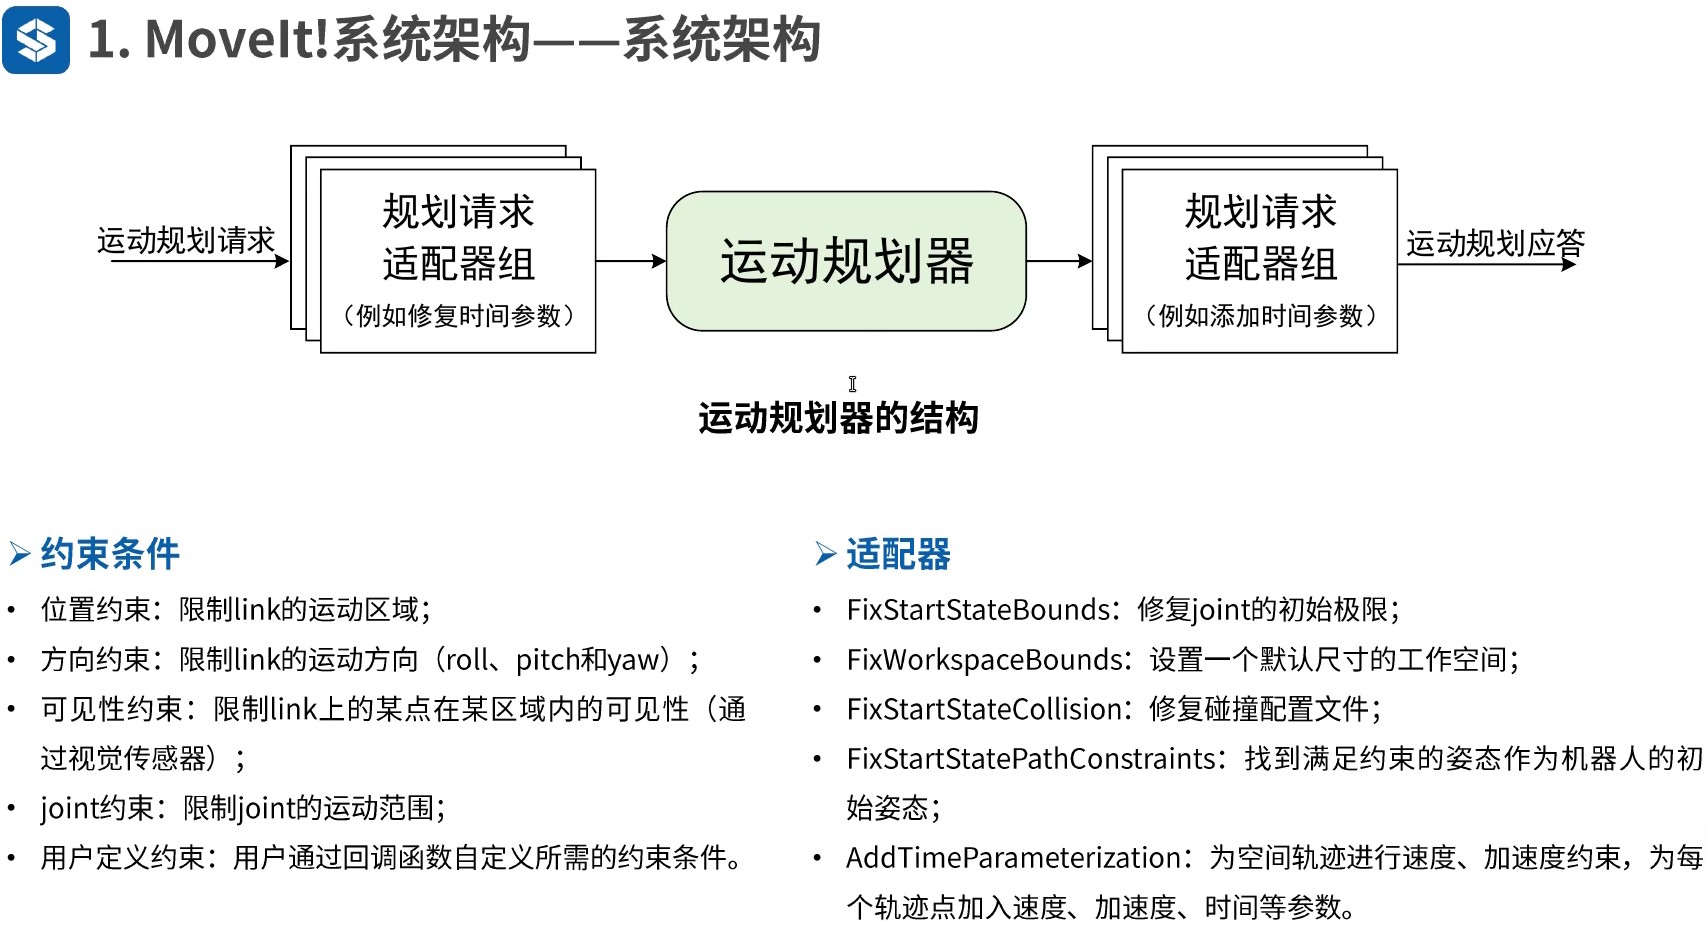 1. MoveIt!系统架构——系统架构
运动规划请求
规划请求
适配器组
（例如修复时间参数）
运动规划器
规划请求
适配器组
（例如添加时间参数）
运动规划应答
运动规划器的结构
➢ 约束条件
• 位置约束：限制link的运动区域；
• 方向约束：限制link的运动方向（roll、pitch和yaw）；
• 可见性约束：限制link上的某点在某区域内的可见性（通
过视觉传感器）；
• joint约束：限制joint的运动范围；
• 用户定义约束：用户通过回调函数自定义所需的约束条件。
➢ 适配器
• FixStartStateBounds：修复joint的初始极限；
• FixWorkspaceBounds：设置一个默认尺寸的工作空间；
• FixStartStateCollision：修复碰撞配置文件；
• FixStartStatePathConstraints：找到满足约束的姿态作为机器人的初
始姿态；
• AddTimeParameterization：为空间轨迹进行速度、加速度约束，为每
个轨迹点加入速度、加速度、时间等参数。